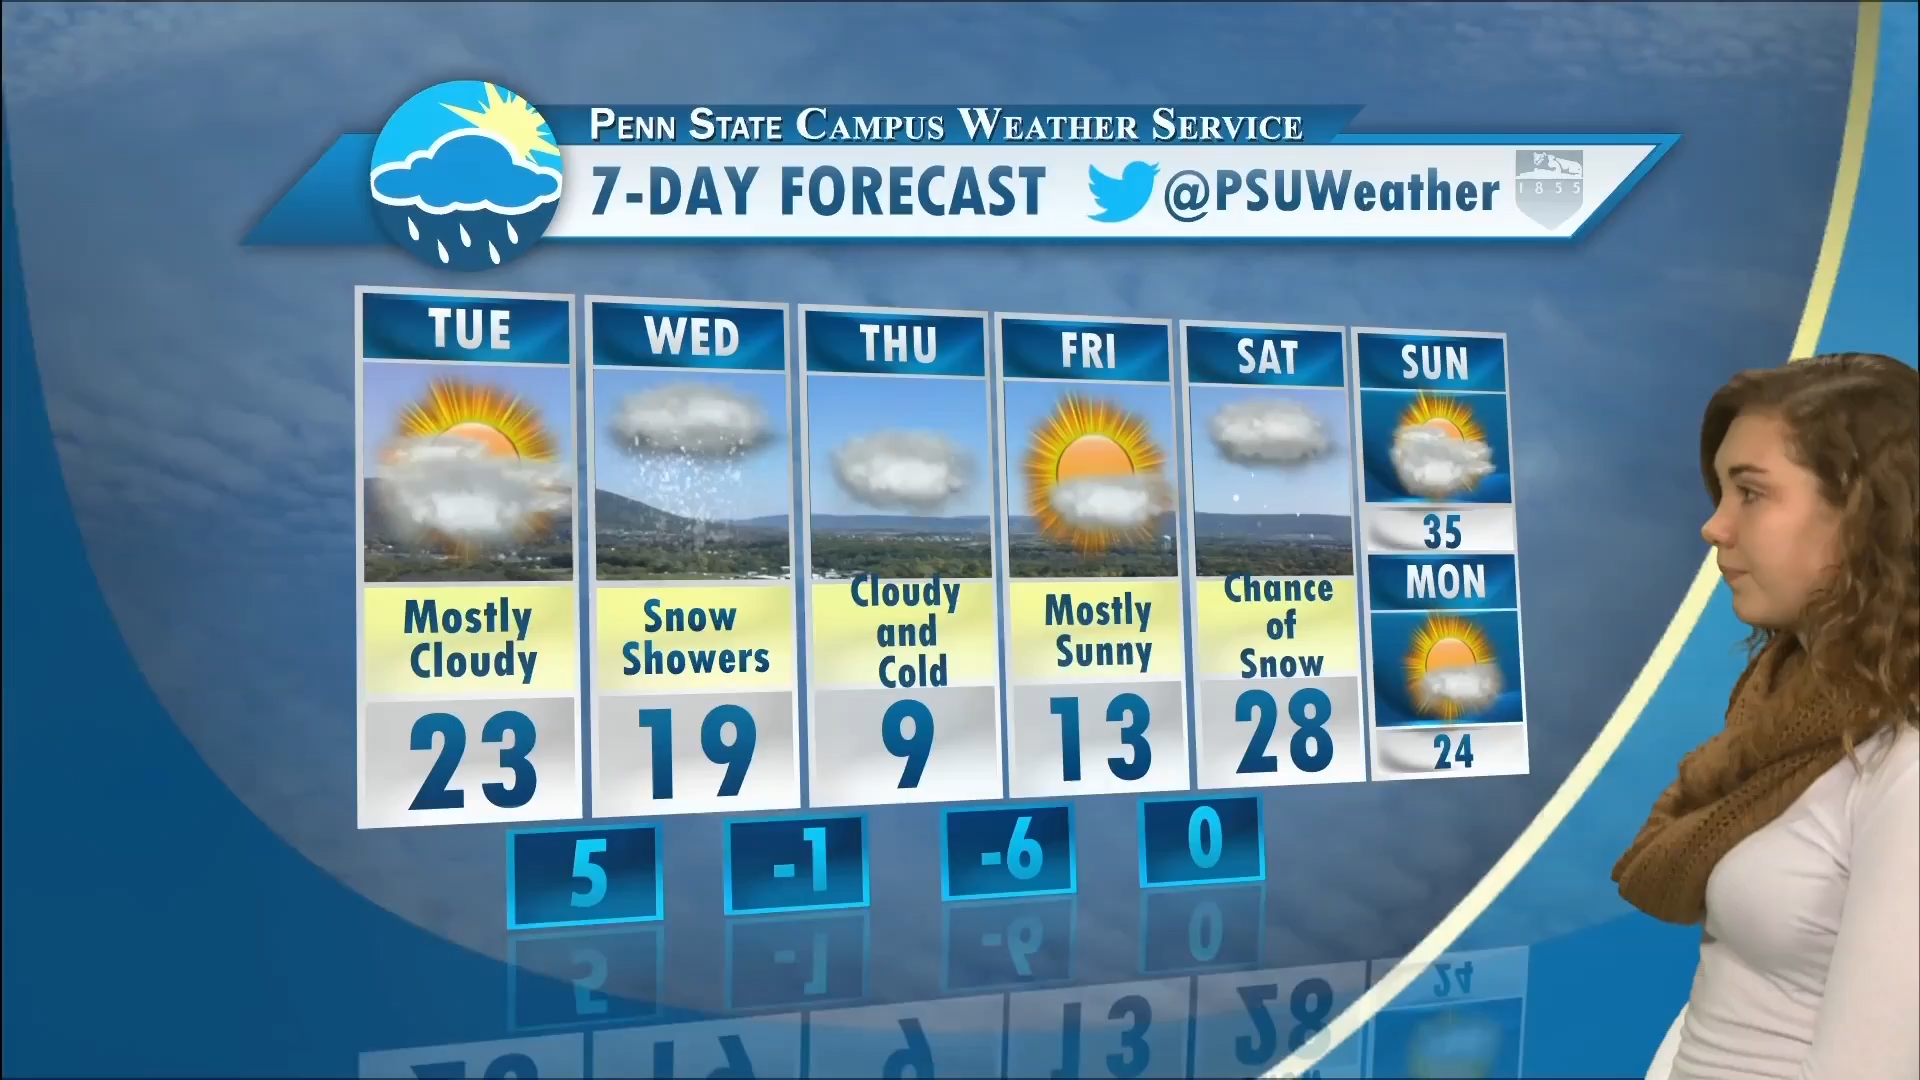 PENN STATE CAMPUS WEATHER SERVICE
7-DAY FORECAST @PSUWeather
1855
TUE
Mostly
Cloudy
23
WED
Snow
Showers
19
THU
Cloudy
and
Cold
9
FRI
Mostly
Sunny
13
SAT
Chance
of
Snow
28
SUN
35
MON
24
5
-1
-6
0